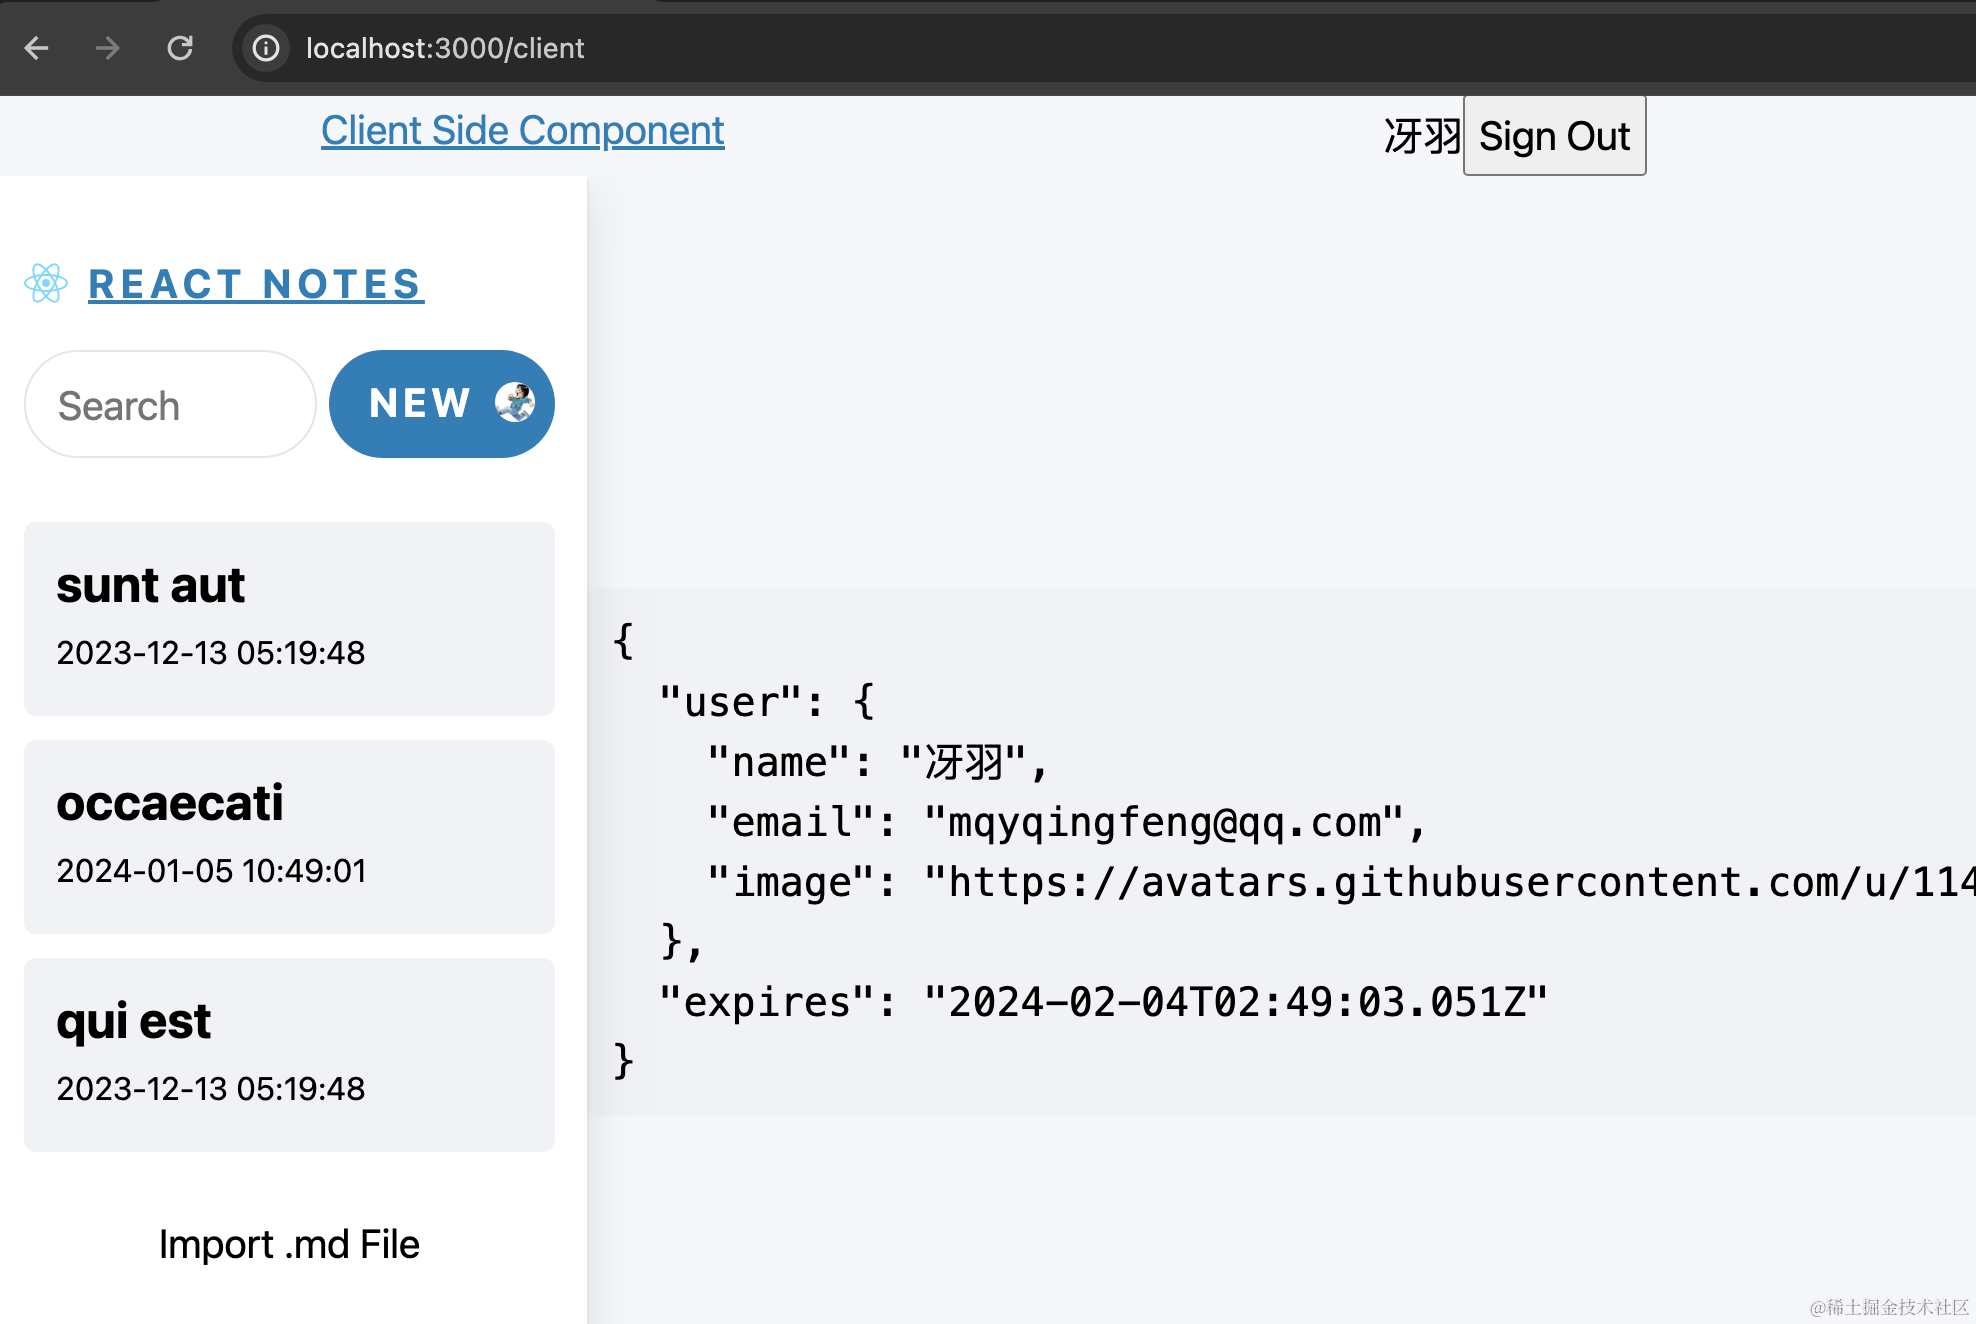 localhost:3000/client
Client Side Component
冴羽 Sign Out
REACT NOTES
Search
NEW
sunt aut
2023-12-13 05:19:48
occaecati
2024-01-05 10:49:01
qui est
2023-12-13 05:19:48
Import .md File
{
"user": {
"name": "冴羽",
"email": "mqyqingfeng@qq.com",
"image": "https://avatars.githubusercontent.com/u/114
},
"expires": "2024-02-04T02:49:03.051Z"
}
@稀土掘金技术社区